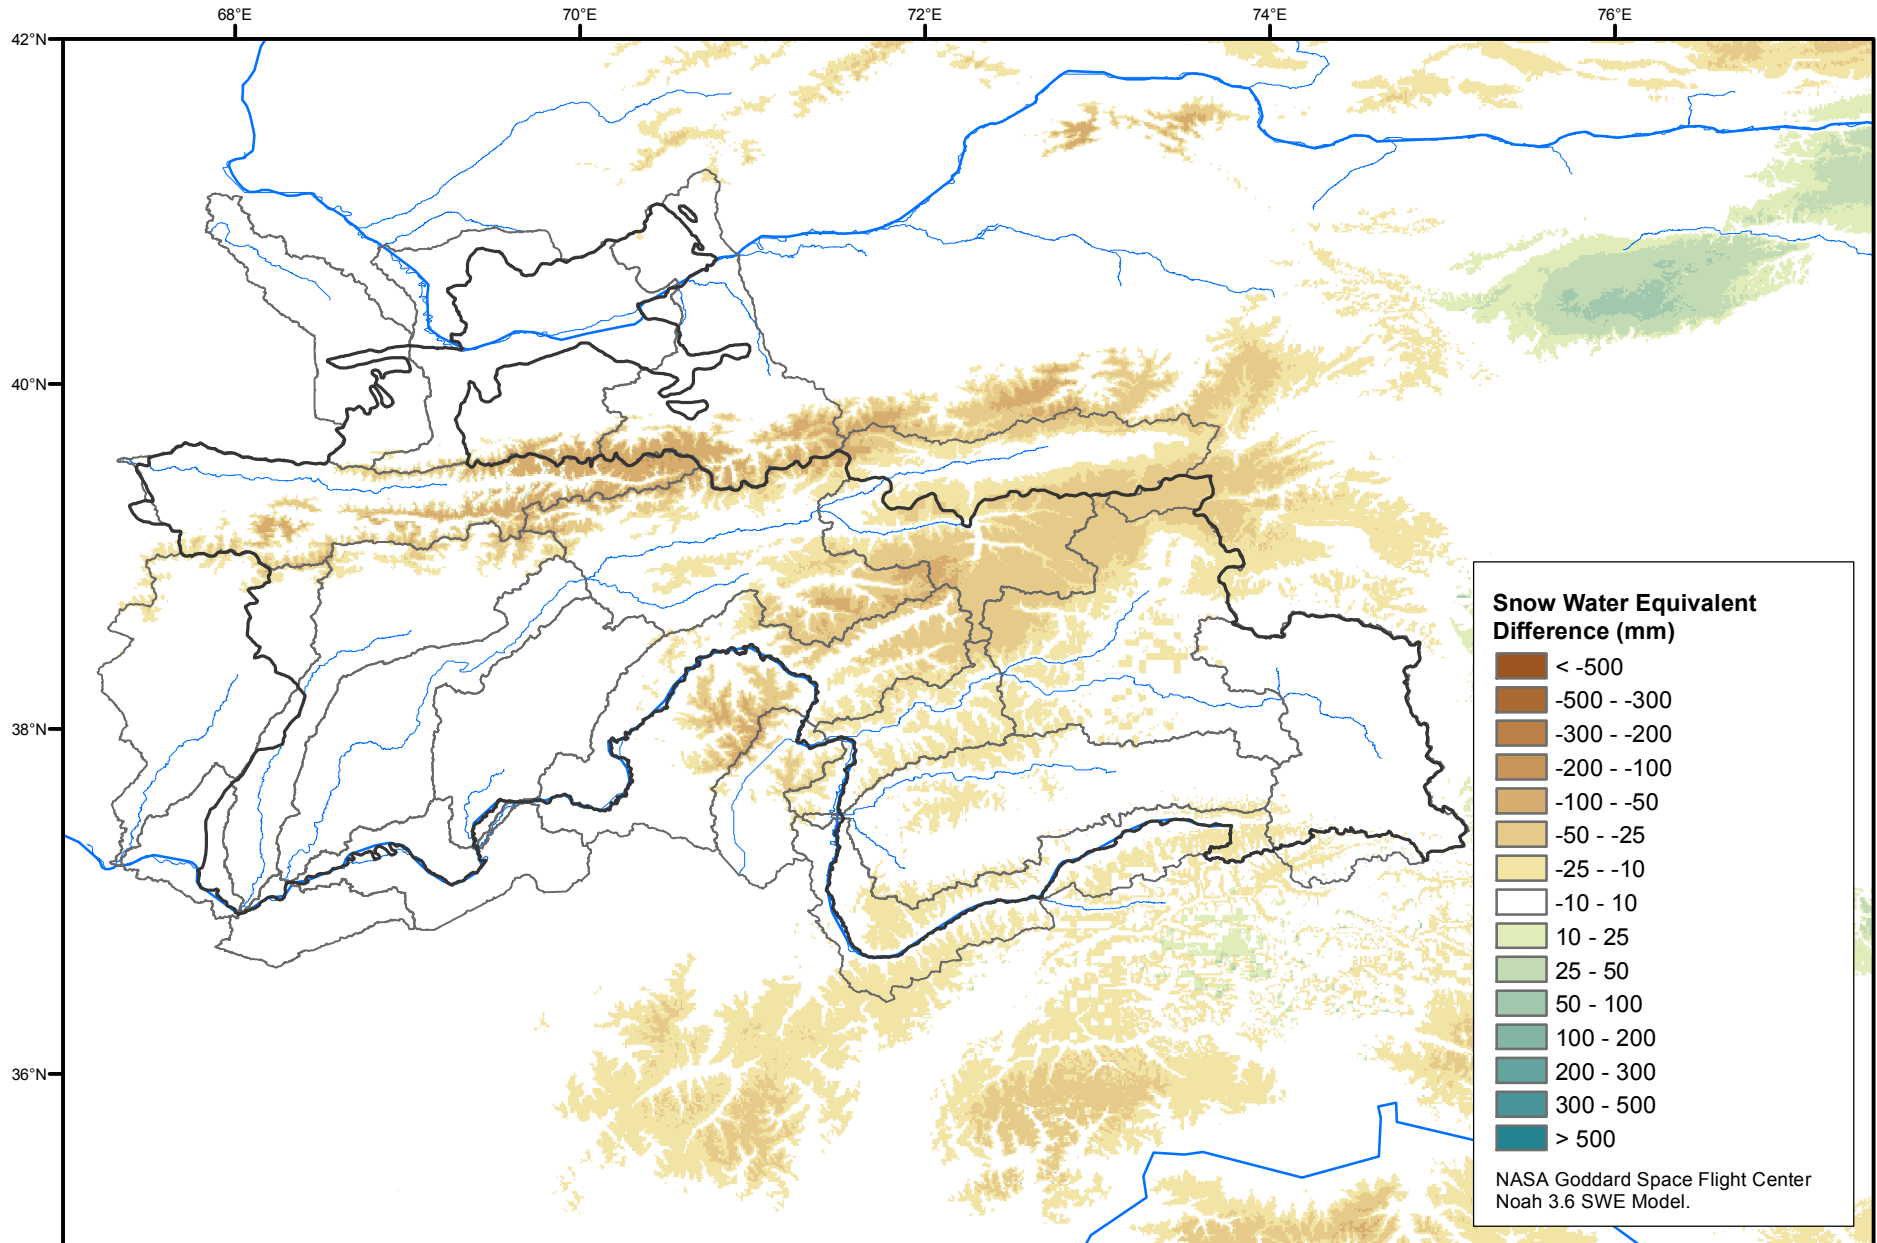 68°E 70°E 72°E 74°E 76°E
42°N
40°N
38°N
36°N
Snow Water Equivalent
Difference (mm)
< -500
-500 - -300
-300 - -200
-200 - -100
-100 - -50
-50 - -25
-25 - -10
-10 - 10
10 - 25
25 - 50
50 - 100
100 - 200
200 - 300
300 - 500
> 500
NASA Goddard Space Flight Center
Noah 3.6 SWE Model.